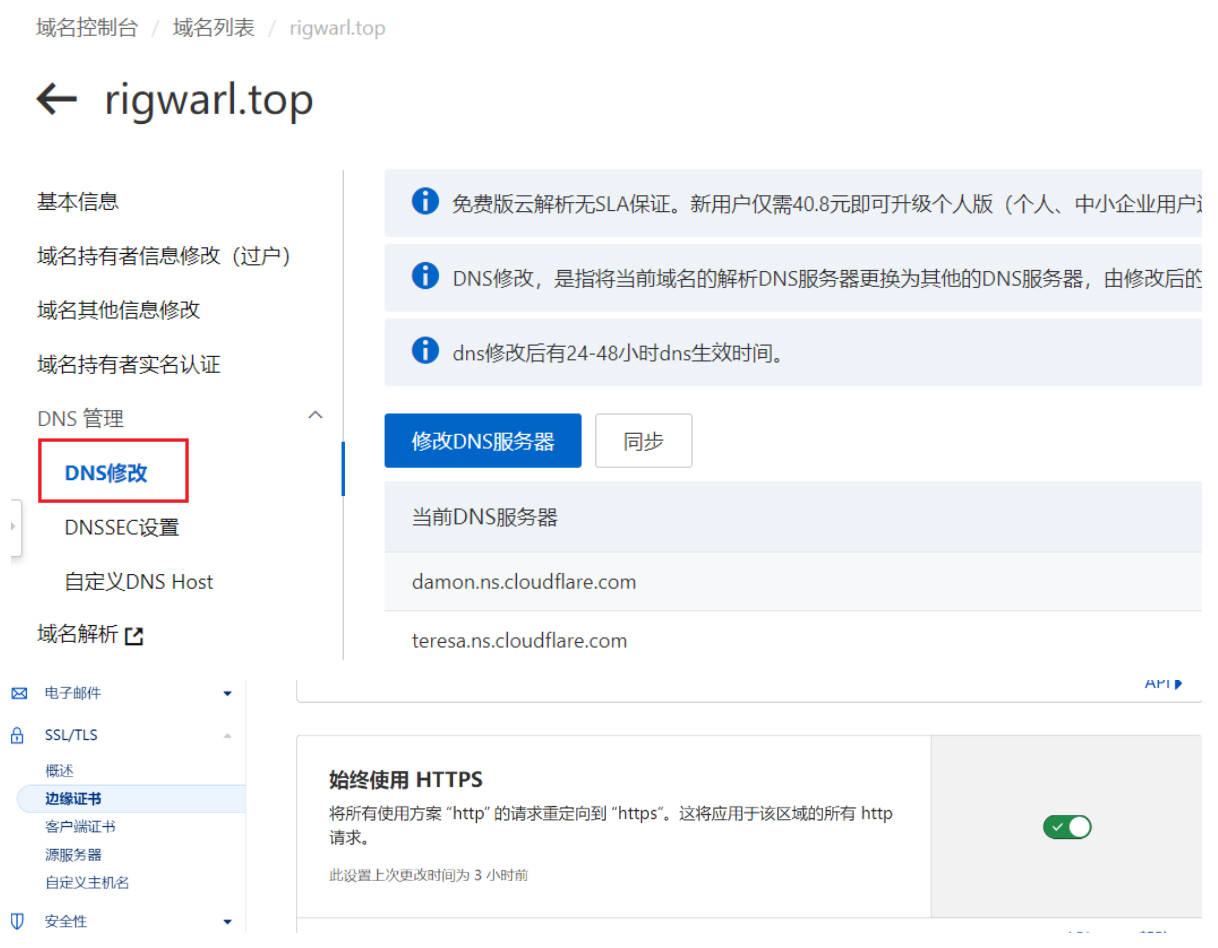 域名控制台 / 域名列表 / rigwarl.top
← rigwarl.top
基本信息
域名持有者信息修改（过户）
域名其他信息修改
域名持有者实名认证
DNS 管理
DNS修改
DNSSEC设置
自定义DNS Host
域名解析
免费版云解析无SLA保证。新用户仅需40.8元即可升级个人版（个人、中小企业用户
DNS修改，是指将当前域名的解析DNS服务器更换为其他的DNS服务器，由修改后的
dns修改后有24-48小时dns生效时间。
修改DNS服务器
同步
当前DNS服务器
damon.ns.cloudflare.com
teresa.ns.cloudflare.com
电子邮件
SSL/TLS
概述
边缘证书
客户端证书
源服务器
自定义主机名
安全性
API
始终使用 HTTPS
将所有使用方案 “http” 的请求重定向到 “https”。这将应用于该区域的所有 http
请求。
此设置上次更改时间为 3 小时前